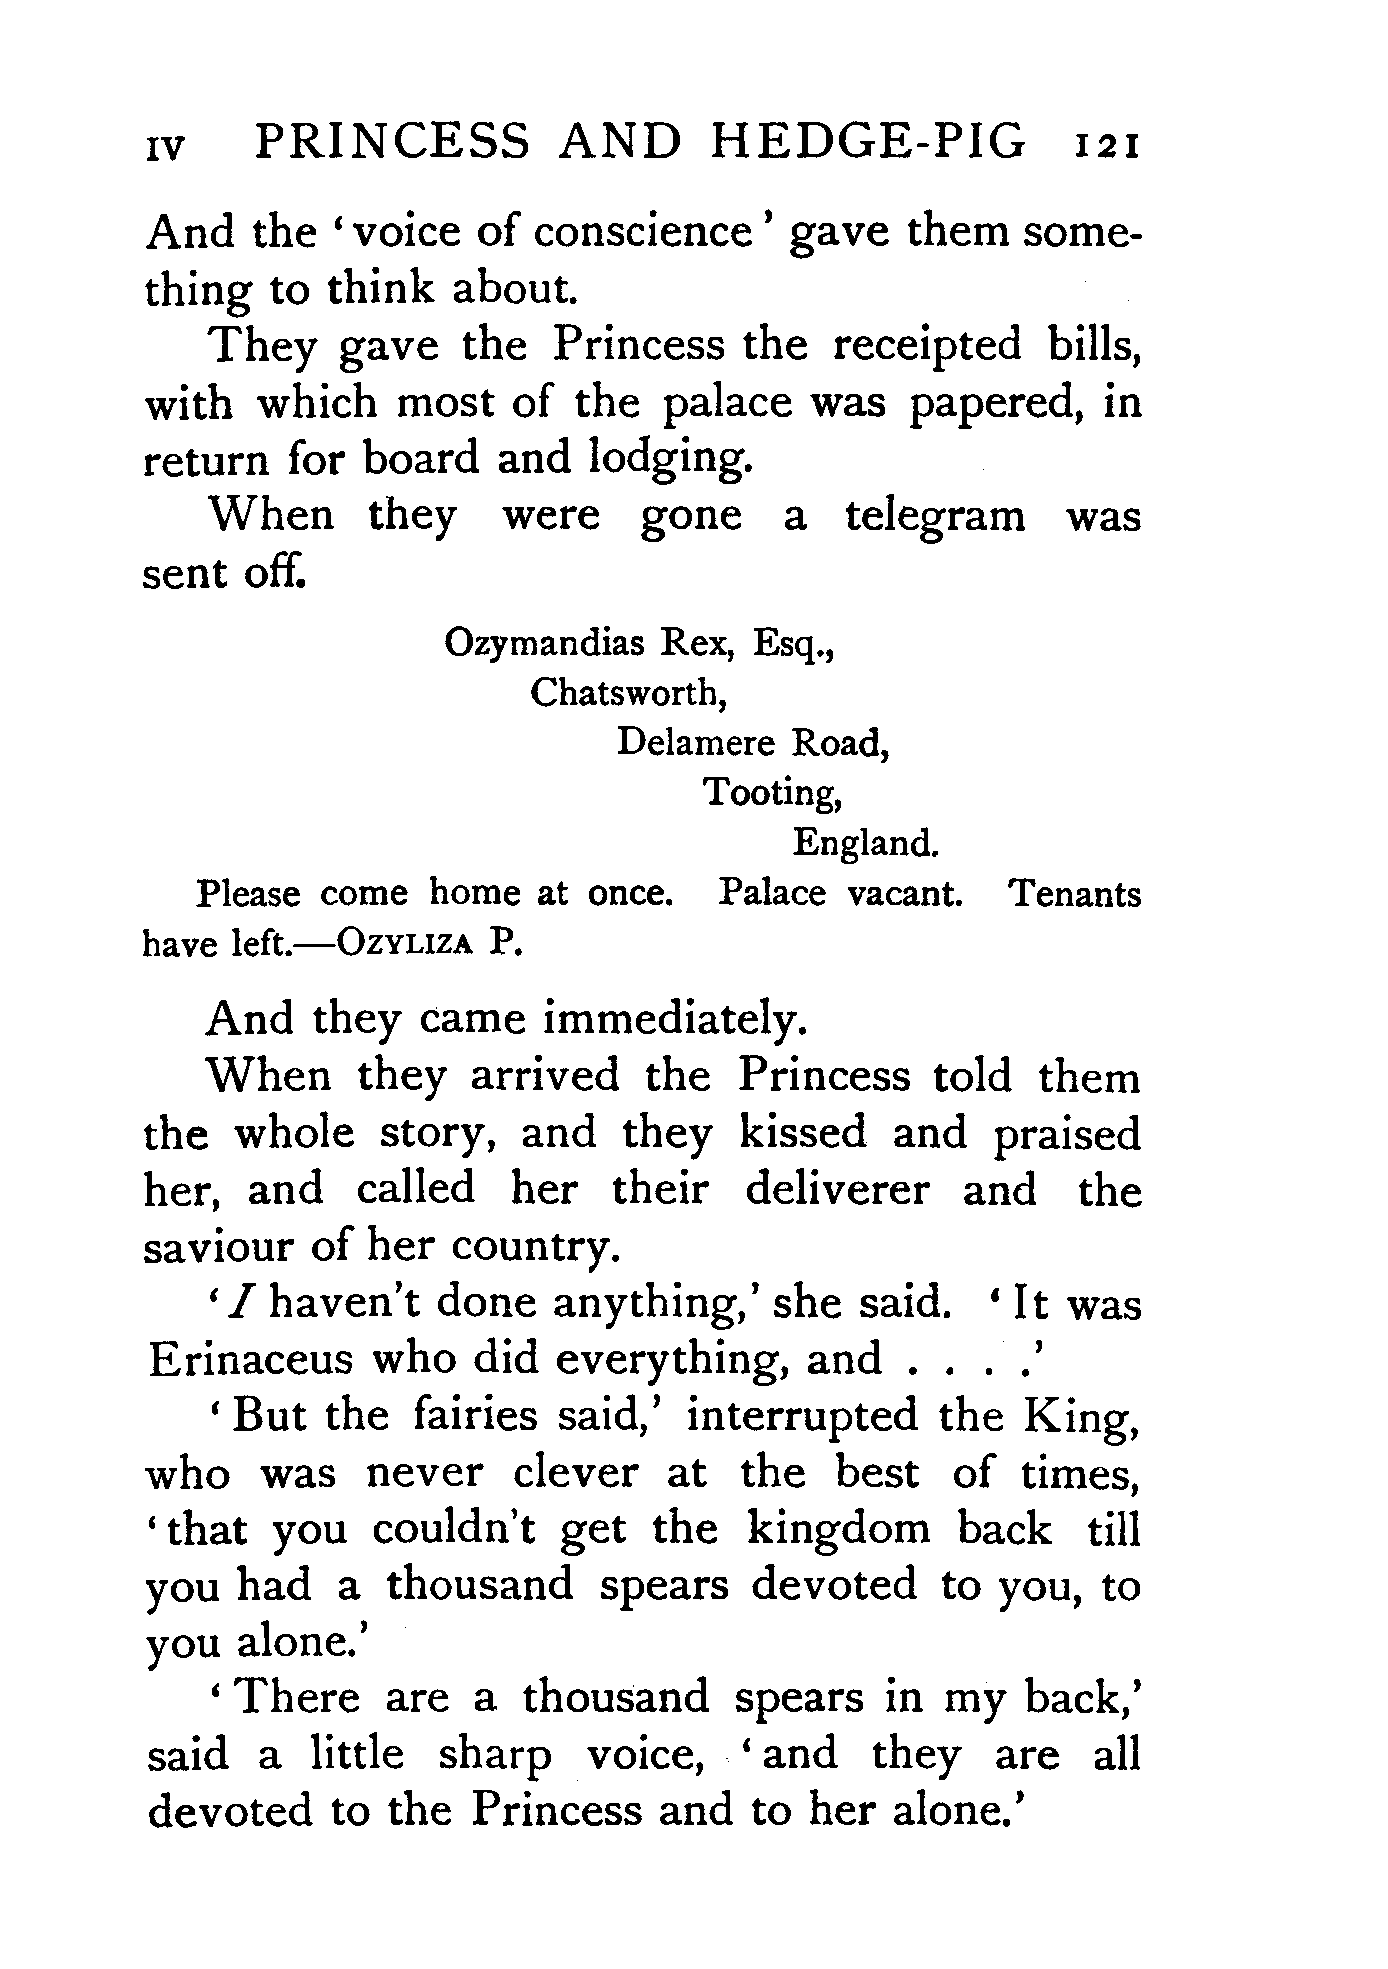 IV PRINCESS AND HEDGE-PIG 121
And the ‘voice of conscience’ gave them some-
thing to think about.
They gave the Princess the receipted bills,
with which most of the palace was papered, in
return for board and lodging.
When they were gone a telegram was
sent off.
Ozymandias Rex, Esq.,
Chatsworth,
Delamere Road,
Tooting,
England.
Please come home at once. Palace vacant. Tenants
have left.—OZYLIZA P.
And they came immediately.
When they arrived the Princess told them
the whole story, and they kissed and praised
her, and called her their deliverer and the
saviour of her country.
‘I haven’t done anything,’ she said. ‘It was
Erinaceus who did everything, and . . . .’
‘But the fairies said,’ interrupted the King,
who was never clever at the best of times,
‘that you couldn’t get the kingdom back till
you had a thousand spears devoted to you, to
you alone.’
‘There are a thousand spears in my back,’
said a little sharp voice, ‘and they are all
devoted to the Princess and to her alone.’